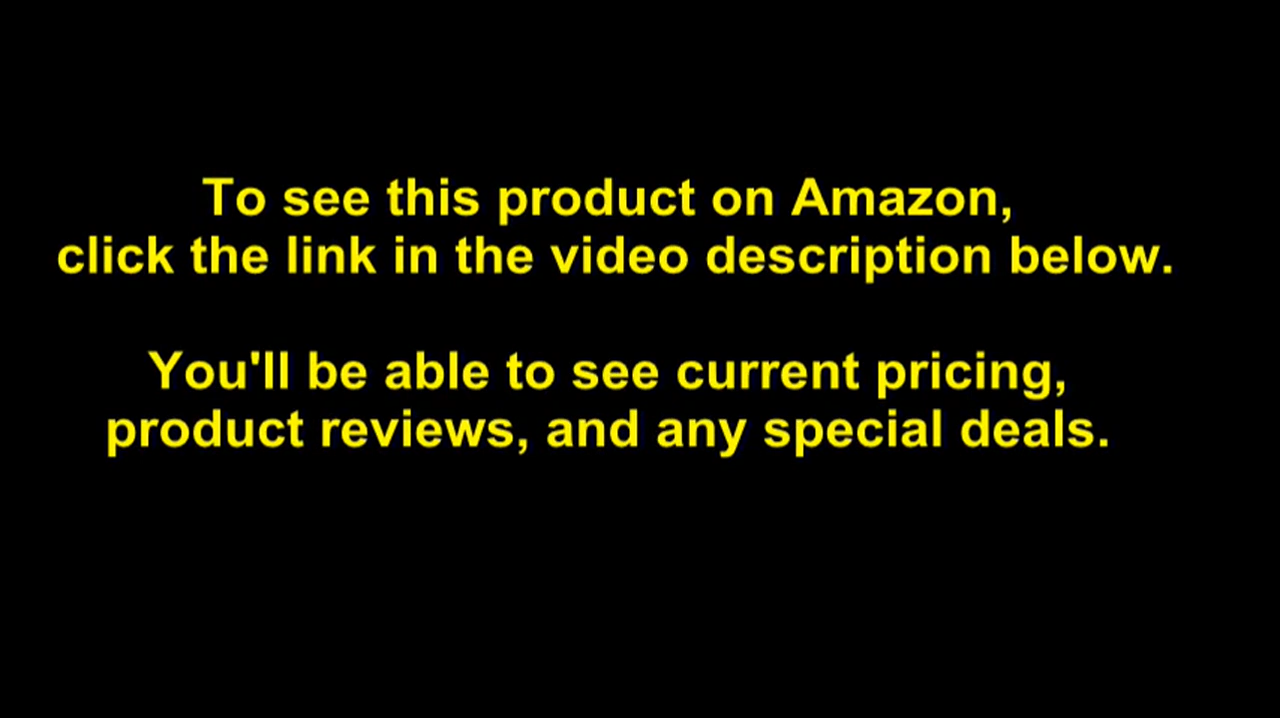 To see this product on Amazon,
click the link in the video description below.
You'll be able to see current pricing,
product reviews, and any special deals.